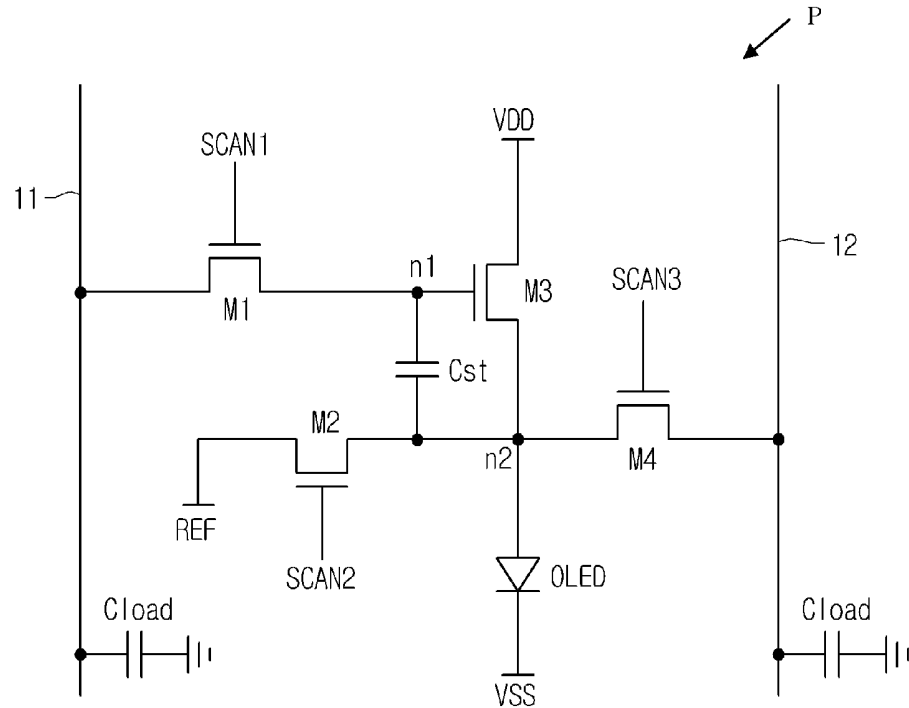 P
VDD
SCAN1
11
12
n1
M3
SCAN3
M1
Cst
M2
n2
M4
REF
SCAN2
OLED
Cload
Cload
VSS